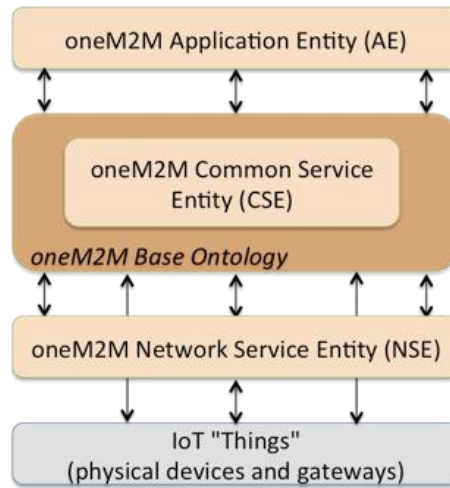 oneM2M Application Entity (AE)
oneM2M Common Service
Entity (CSE)
oneM2M Base Ontology
oneM2M Network Service Entity (NSE)
IoT "Things"
(physical devices and gateways)